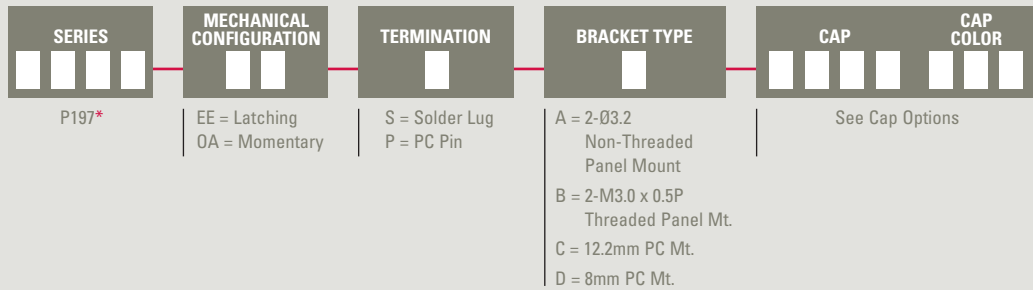 SERIES
MECHANICAL
CONFIGURATION
TERMINATION
BRACKET TYPE
CAP
CAP
COLOR
P197*
EE = Latching
OA = Momentary
S = Solder Lug
P = PC Pin
A = 2-Ø3.2
Non-Threaded
Panel Mount
B = 2-M3.0 x 0.5P
Threaded Panel Mt.
C = 12.2mm PC Mt.
D = 8mm PC Mt.
See Cap Options